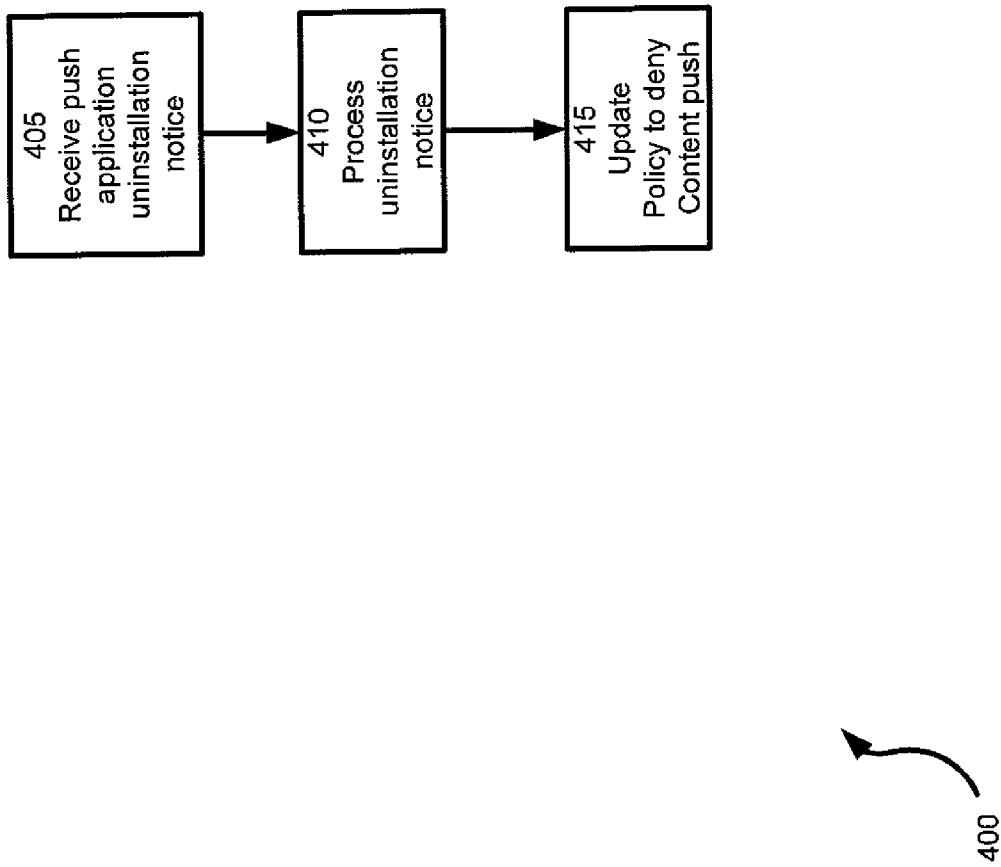 405
Receive push
application
uninstallation
notice
410
Process
uninstallation
notice
415
Update
Policy to deny
Content push
400